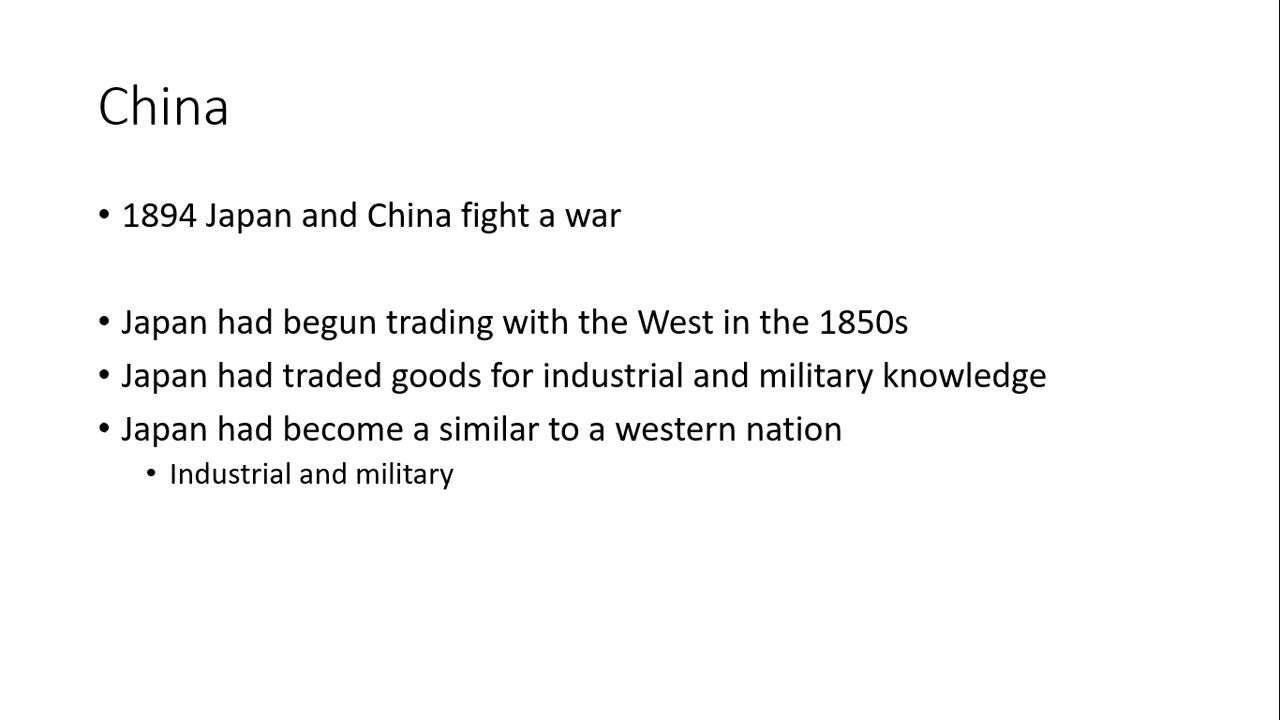 China
• 1894 Japan and China fight a war
• Japan had begun trading with the West in the 1850s
• Japan had traded goods for industrial and military knowledge
• Japan had become a similar to a western nation
• Industrial and military